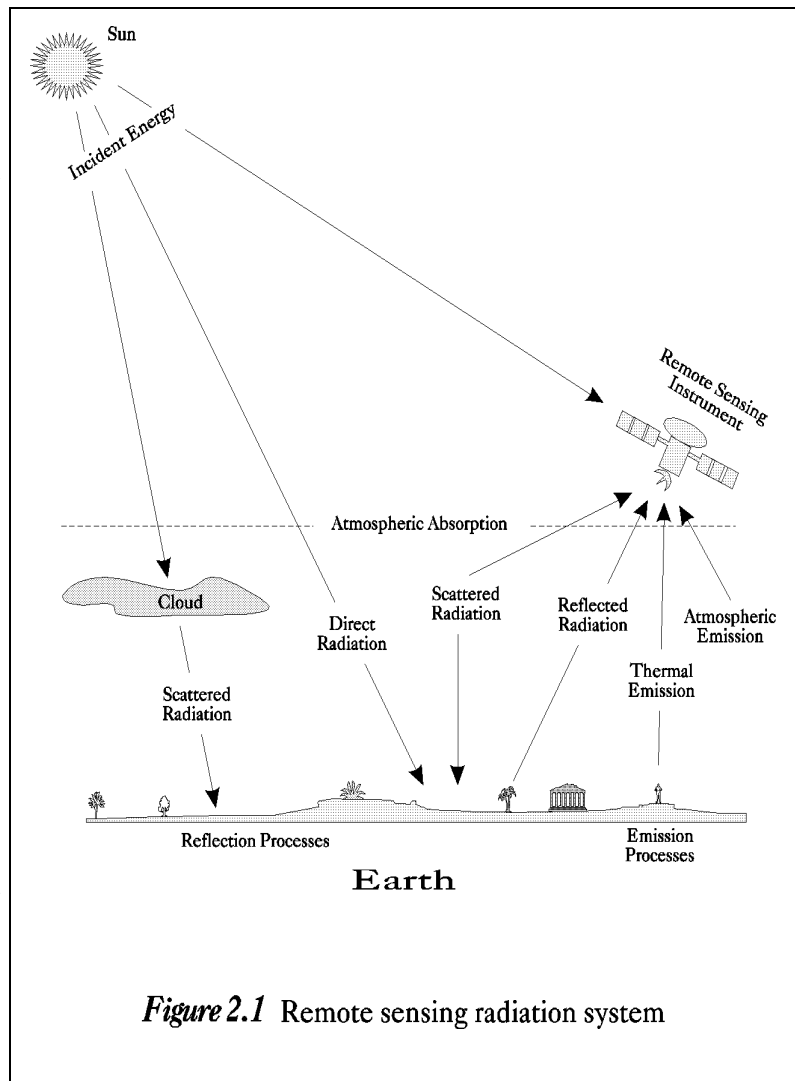 Sun
Incident Energy
Remote Sensing
Instrument
Atmospheric Absorption
Cloud
Scattered
Radiation
Direct
Radiation
Scattered
Radiation
Reflected
Radiation
Atmospheric
Emission
Thermal
Emission
Reflection Processes
Emission
Processes
Earth
Figure 2.1 Remote sensing radiation system